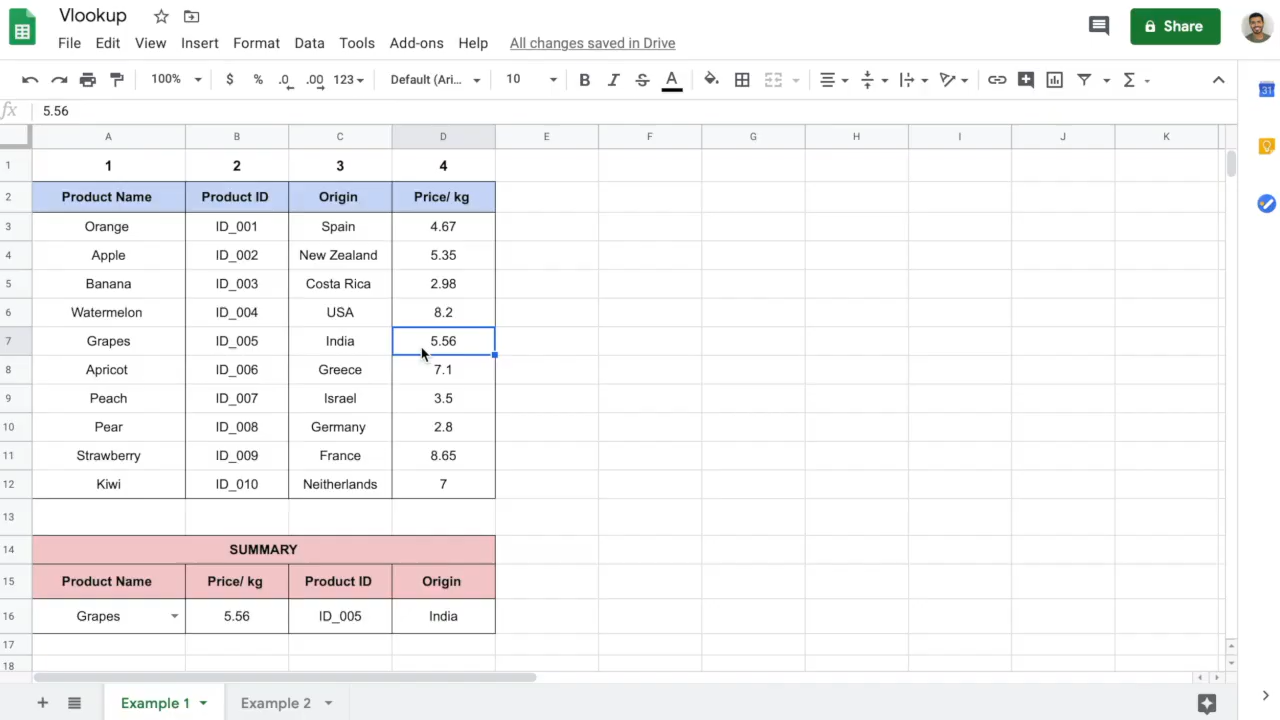 Vlookup
File Edit View Insert Format Data Tools Add-ons Help All changes saved in Drive
Share
100% $ % .0 .00 123 Default (Ari... 10 B I S A Σ
31
fx 5.56
A B C D E F G H I J K
1 1 2 3 4
2 Product Name Product ID Origin Price/ kg
3 Orange ID_001 Spain 4.67
4 Apple ID_002 New Zealand 5.35
5 Banana ID_003 Costa Rica 2.98
6 Watermelon ID_004 USA 8.2
7 Grapes ID_005 India 5.56
8 Apricot ID_006 Greece 7.1
9 Peach ID_007 Israel 3.5
10 Pear ID_008 Germany 2.8
11 Strawberry ID_009 France 8.65
12 Kiwi ID_010 Neitherlands 7
13
14 SUMMARY
15 Product Name Price/ kg Product ID Origin
16 Grapes 5.56 ID_005 India
17
18
Example 1 Example 2